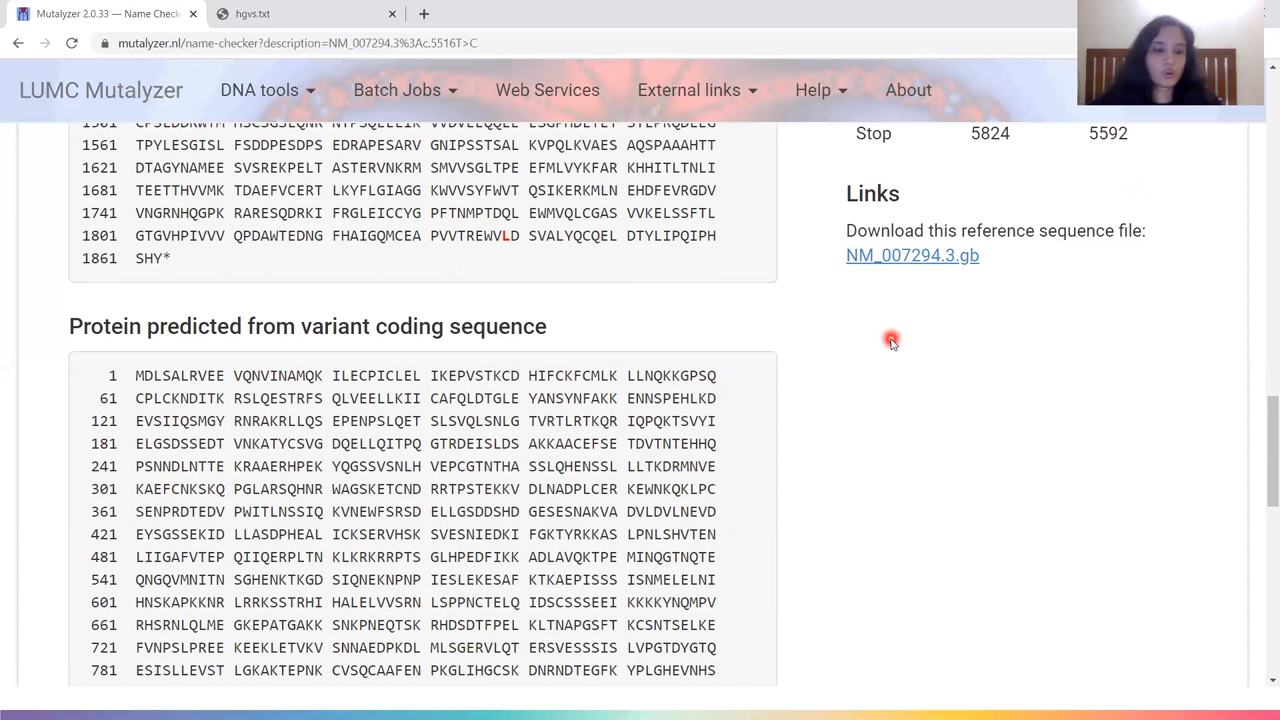 Mutalyzer 2.0.33 — Name Check
hgvs.txt
mutalyzer.nl/name-checker?description=NM_007294.3%3Ac.5516T>C
LUMC Mutalyzer
DNA tools
Batch Jobs
Web Services
External links
Help
About
1561 TPYLESGISL FSDDPESDPS EDRAPESARV GNIPSSTSAL KVPQLKVAES AQSPAAAHTT
1621 DTAGYNAMEE SVSREKPELT ASTERVNKRM SMVVSGLTPE EFMLVYKFAR KHHITLTNLI
1681 TEETTHVVMK TDAEFVCERT LKYFLGIAGG KWVVSYFWVT QSIKERKMLN EHDFEVRGDV
1741 VNGRNHQGPK RARESQDRKI FRGLEICCYG PFTNMPTDQL EWMVQLCGAS VVKELSSFTL
1801 GTGVHPIVVV QPDAWTEDNG FHAIGQMCEA PVVTREWVLD SVALYQCQEL DTYLIPQIPH
1861 SHY*
Stop 5824 5592
Links
Download this reference sequence file:
NM_007294.3.gb
Protein predicted from variant coding sequence
1 MDLSALRVEE VQNVINAMQK ILECPICLEL IKEPVSTKCD HIFCKFCMLK LLNQKKGPSQ
61 CPLCKNDITK RSLQESTRFS QLVEELLKII CAFQLDTGLE YANSYNFAKK ENNSPEHLKD
121 EVSIIQSMGY RNRAKRLLQS EPENPSLQET SLSVQLSNLG TVRTLRTKQR IQPQKTSVYI
181 ELGSDSSEDT VNKATYCSVG DQELLQITPQ GTRDEISLDS AKKAACEFSE TDVTNTEHHQ
241 PSNNDLNTTE KRAAERHPEK YQGSSVSNLH VEPCGTNTHA SSLQHENSSL LLTKDRMNVE
301 KAEFCNKSKQ PGLARSQHNR WAGSKETCND RRTPSTEKKV DLNADPLCER KEWNKQKLPC
361 SENPRDTEDV PWITLNSSIQ KVNEWFSRSD ELLGSDDSHD GESESNAKVA DVLDVLNEVD
421 EYSGSSEKID LLASDPHEAL ICKSERVHSK SVESNIEDKI FGKTYRKKAS LPNLSHVTEN
481 LIIGAFVTEP QIIQERPLTN KLKRKRRPTS GLHPEDFIKK ADLAVQKTPE MINQGTNQTE
541 QNGQVMNITN SGHENKTKGD SIQNEKNPNP IESLEKESAF KTKAEPISSS ISNMELELNI
601 HNSKAPKKNR LRRKSSTRHI HALELVVSRN LSPPNCTELQ IDSCSSSEEI KKKKYNQMPV
661 RHSRNLQLME GKEPATGAKK SNKPNEQTSK RHDSDTFPEL KLTNAPGSFT KCSNTSELKE
721 FVNPSLPREE KEEKLETVKV SNNAEDPKDL MLSGERVLQT ERSVESSSIS LVPGTDYGTQ
781 ESISLLEVST LGKAKTEPNK CVSQCAAFEN PKGLIHGCSK DNRNDTEGFK YPLGHEVNHS